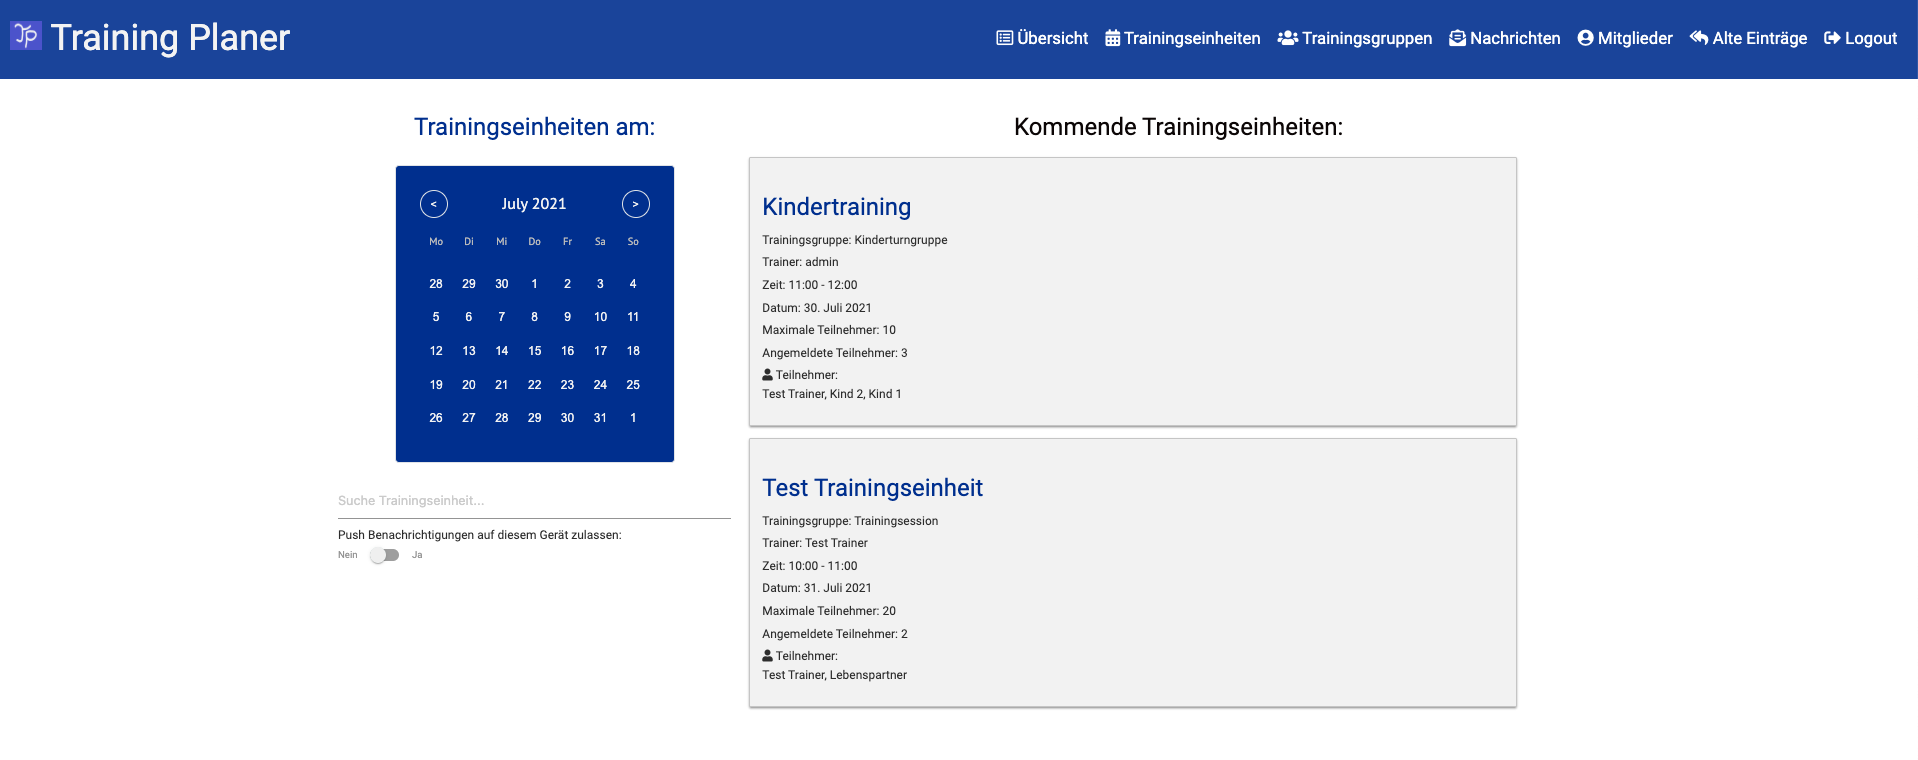 Training Planer
Übersicht Trainingseinheiten Trainingsgruppen Nachrichten Mitglieder Alte Einträge Logout
Trainingseinheiten am:
< July 2021 >
Mo Di Mi Do Fr Sa So
28 29 30 1 2 3 4
5 6 7 8 9 10 11
12 13 14 15 16 17 18
19 20 21 22 23 24 25
26 27 28 29 30 31 1
Suche Trainingseinheit...
Push Benachrichtigungen auf diesem Gerät zulassen:
Nein Ja
Kommende Trainingseinheiten:
Kindertraining
Trainingsgruppe: Kinderturngruppe
Trainer: admin
Zeit: 11:00 - 12:00
Datum: 30. Juli 2021
Maximale Teilnehmer: 10
Angemeldete Teilnehmer: 3
Teilnehmer:
Test Trainer, Kind 2, Kind 1
Test Trainingseinheit
Trainingsgruppe: Trainingsession
Trainer: Test Trainer
Zeit: 10:00 - 11:00
Datum: 31. Juli 2021
Maximale Teilnehmer: 20
Angemeldete Teilnehmer: 2
Teilnehmer:
Test Trainer, Lebenspartner